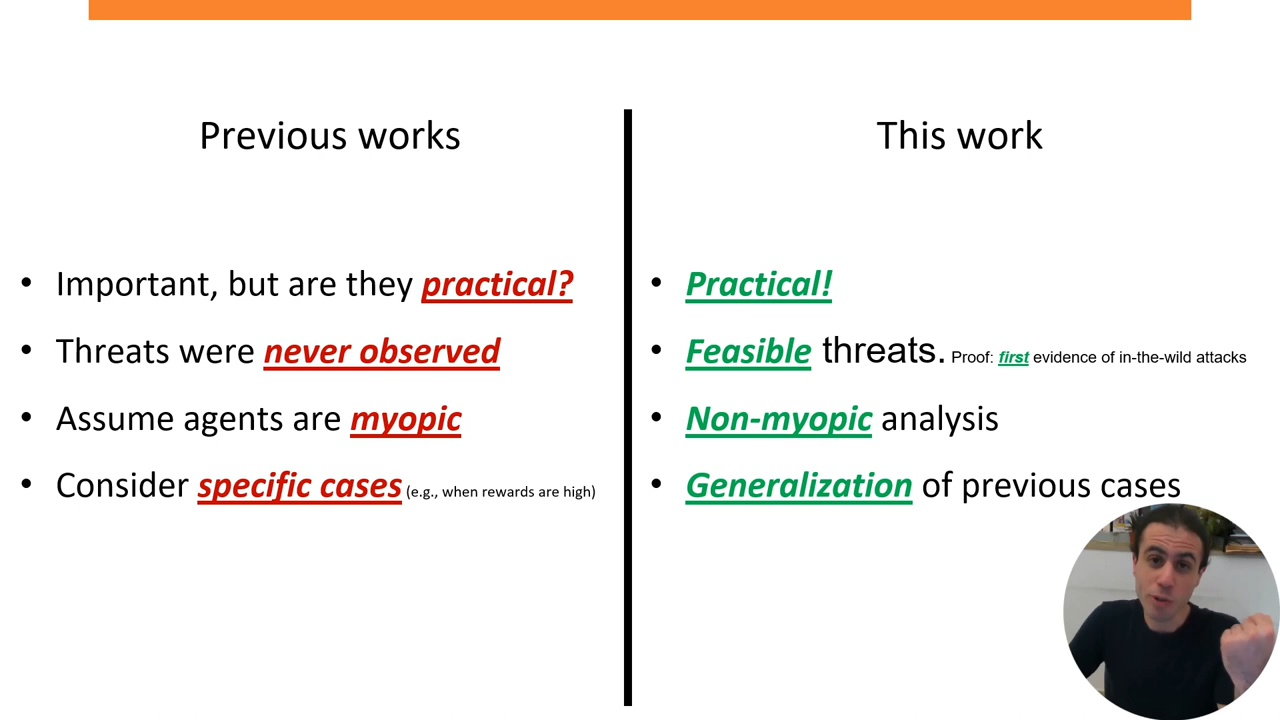 Previous works
• Important, but are they practical?
• Threats were never observed
• Assume agents are myopic
• Consider specific cases (e.g., when rewards are high)
This work
• Practical!
• Feasible threats. Proof: first evidence of in-the-wild attacks
• Non-myopic analysis
• Generalization of previous cases